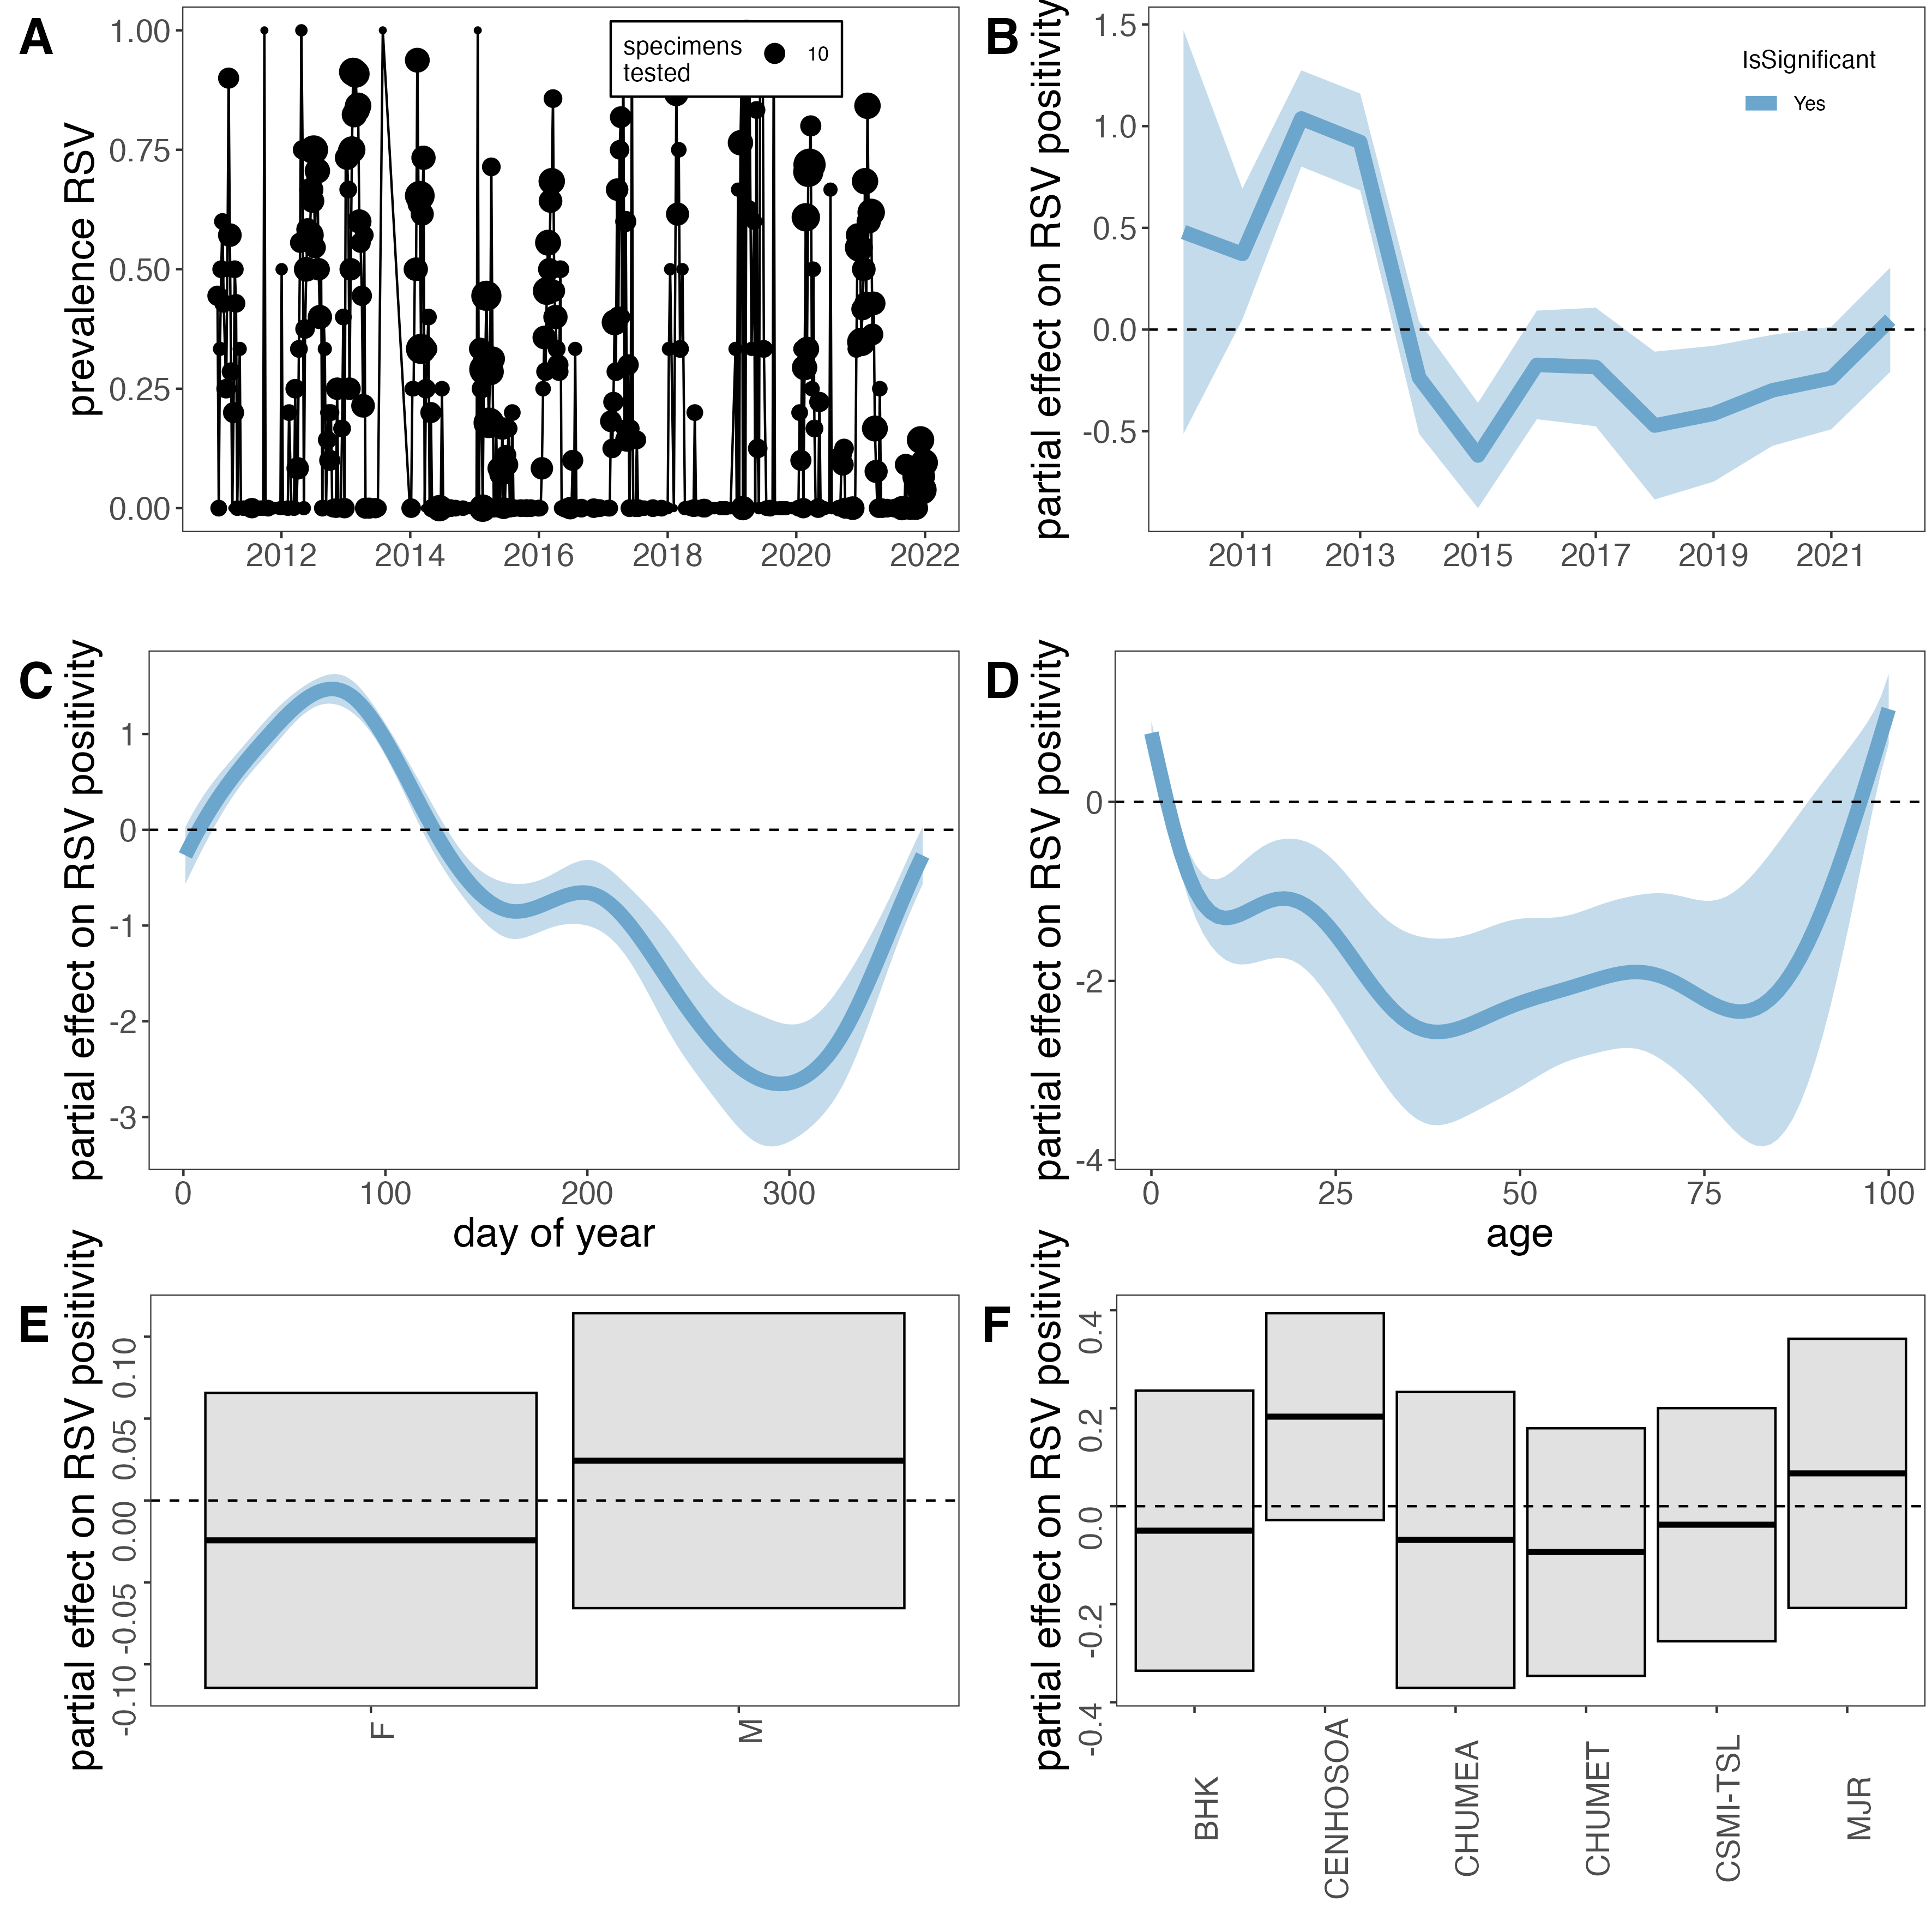 A
prevalence RSV
1.00
0.75
0.50
0.25
0.00
specimens
tested
10
2012
2014
2016
2018
2020
2022
B
partial effect on RSV positivity
1.5
1.0
0.5
0.0
-0.5
IsSignificant
Yes
2011
2013
2015
2017
2019
2021
C
partial effect on RSV positivity
1
0
-1
-2
-3
0
100
200
300
day of year
D
partial effect on RSV positivity
0
-2
-4
0
25
50
75
100
age
E
partial effect on RSV positivity
0.10
0.05
0.00
-0.05
-0.10
F
M
F
partial effect on RSV positivity
0.4
0.2
0.0
-0.2
-0.4
BHK
CENHOSOA
CHUMEA
CHUMET
CSMI-TSL
MJR